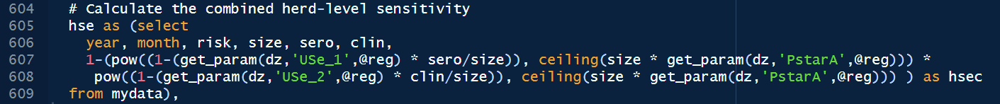 604 # Calculate the combined herd-level sensitivity
605 hse as (select
606 year, month, risk, size, sero, clin,
607 1-(pow((1-(get_param(dz,'USe_1',@reg) * sero/size)), ceiling(size * get_param(dz,'PstarA',@reg))) *
608 pow((1-(get_param(dz,'USe_2',@reg) * clin/size)), ceiling(size * get_param(dz,'PstarA',@reg))) ) as hsec
609 from mydata),